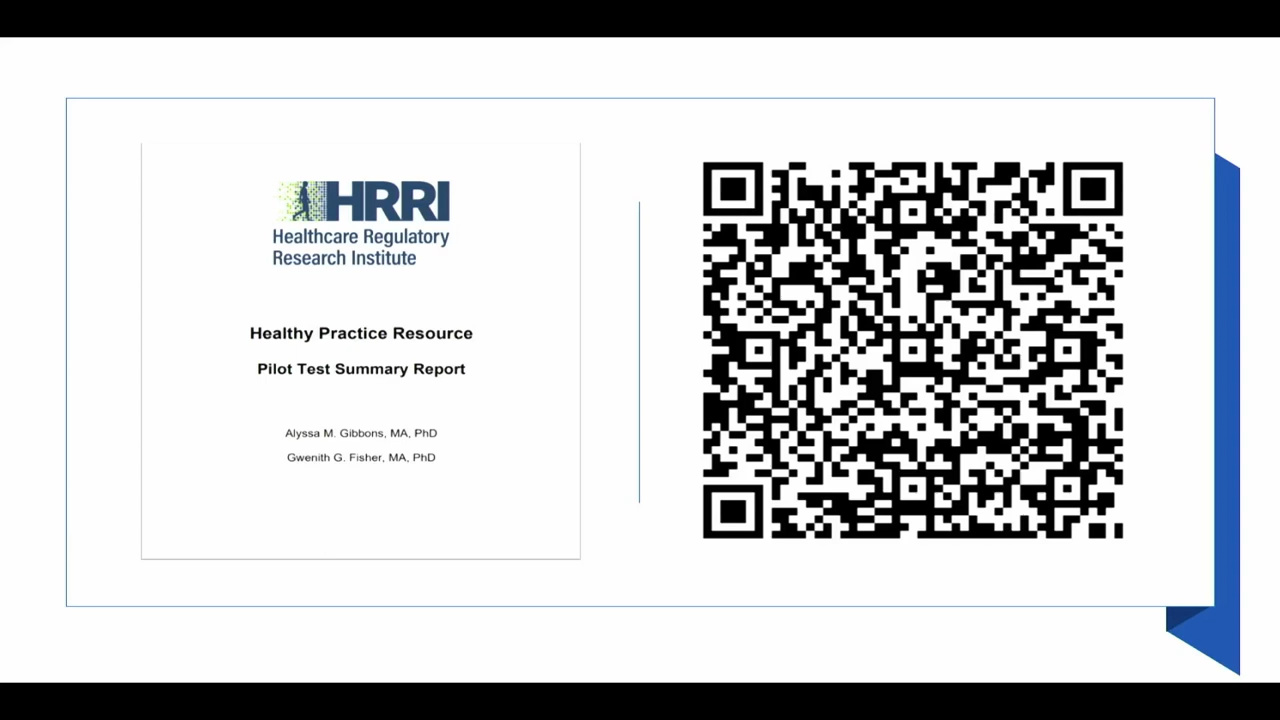 HRRI
Healthcare Regulatory
Research Institute
Healthy Practice Resource
Pilot Test Summary Report
Alyssa M. Gibbons, MA, PhD
Gwenith G. Fisher, MA, PhD